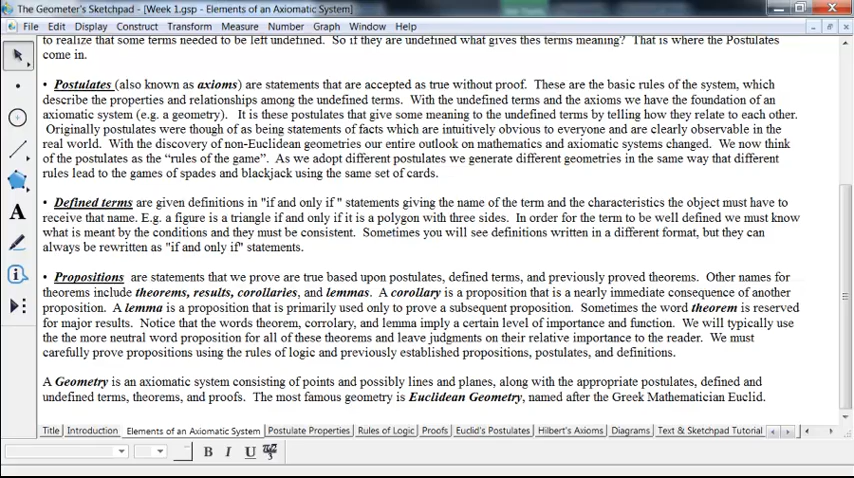 The Geometer's Sketchpad - [Week 1.gsp - Elements of an Axiomatic System]
File Edit Display Construct Transform Measure Number Graph Window Help
to realize that some terms needed to be left undefined. So if they are undefined what gives thes terms meaning? That is where the Postulates
come in.
• Postulates (also known as axioms) are statements that are accepted as true without proof. These are the basic rules of the system, which
describe the properties and relationships among the undefined terms. With the undefined terms and the axioms we have the foundation of an
axiomatic system (e.g. a geometry). It is these postulates that give some meaning to the undefined terms by telling how they relate to each other.
Originally postulates were though of as being statements of facts which are intuitively obvious to everyone and are clearly observable in the
real world. With the discovery of non-Euclidean geometries our entire outlook on mathematics and axiomatic systems changed. We now think
of the postulates as the “rules of the game”. As we adopt different postulates we generate different geometries in the same way that different
rules lead to the games of spades and blackjack using the same set of cards.
• Defined terms are given definitions in "if and only if " statements giving the name of the term and the characteristics the object must have to
receive that name. E.g. a figure is a triangle if and only if it is a polygon with three sides. In order for the term to be well defined we must know
what is meant by the conditions and they must be consistent. Sometimes you will see definitions written in a different format, but they can
always be rewritten as "if and only if" statements.
• Propositions are statements that we prove are true based upon postulates, defined terms, and previously proved theorems. Other names for
theorems include theorems, results, corollaries, and lemmas. A corollary is a proposition that is a nearly immediate consequence of another
proposition. A lemma is a proposition that is primarily used only to prove a subsequent proposition. Sometimes the word theorem is reserved
for major results. Notice that the words theorem, corrolary, and lemma imply a certain level of importance and function. We will typically use
the the more neutral word proposition for all of these theorems and leave judgments on their relative importance to the reader. We must
carefully prove propositions using the rules of logic and previously established propositions, postulates, and definitions.
A Geometry is an axiomatic system consisting of points and possibly lines and planes, along with the appropriate postulates, defined and
undefined terms, theorems, and proofs. The most famous geometry is Euclidean Geometry, named after the Greek Mathematician Euclid.
Title Introduction Elements of an Axiomatic System Postulate Properties Rules of Logic Proofs Euclid's Postulates Hilbert's Axioms Diagrams Text & Sketchpad Tutorial
B I U